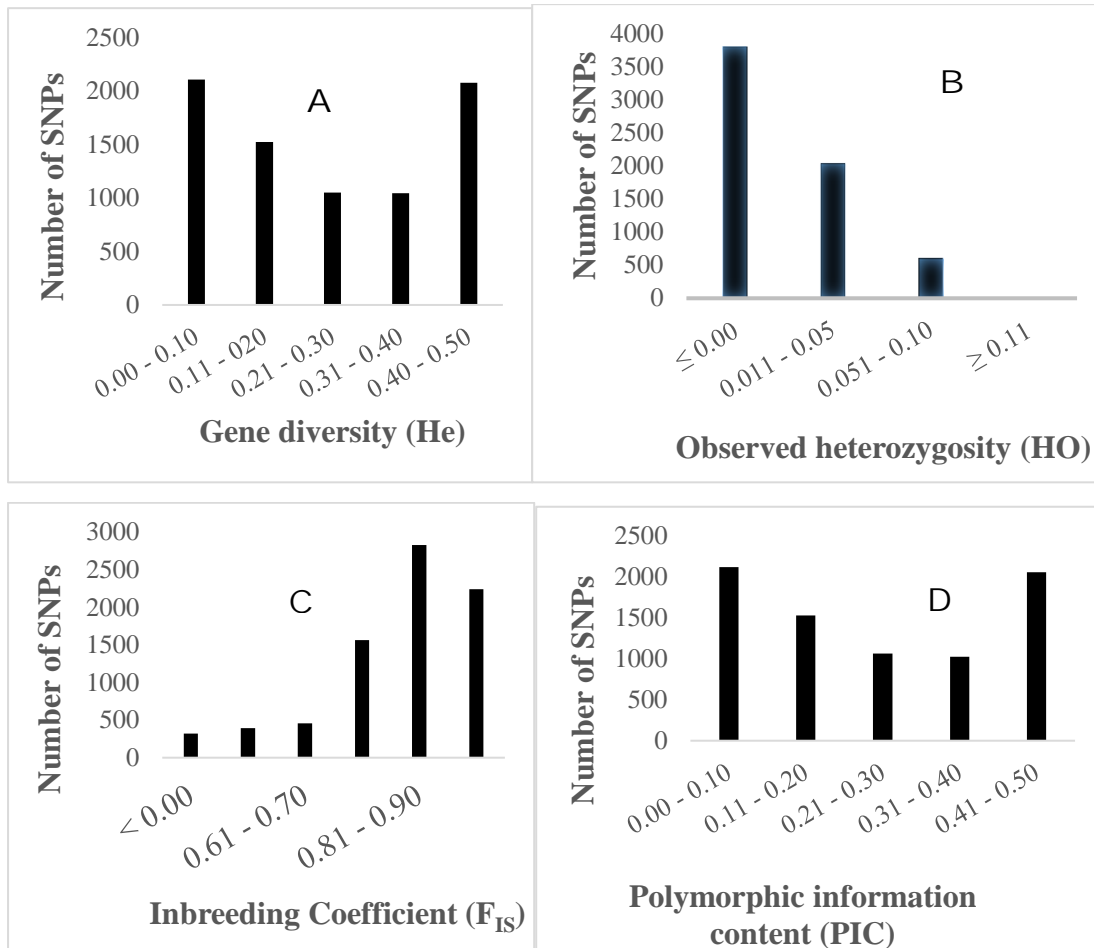 Number of SNPs
2500
2000
1500
1000
500
0
A
0.00 - 0.10
0.11 - 020
0.21 - 0.30
0.31 - 0.40
0.40 - 0.50
Gene diversity (He)
Number of SNPs
4000
3500
3000
2500
2000
1500
1000
500
0
B
≤ 0.00
0.011 - 0.05
0.051 - 0.10
≥ 0.11
Observed heterozygosity (HO)
Number of SNPs
3000
2500
2000
1500
1000
500
0
C
< 0.00
0.61 - 0.70
0.81 - 0.90
Inbreeding Coefficient (FIS)
Number of SNPs
2500
2000
1500
1000
500
0
D
0.00 - 0.10
0.11 - 0.20
0.21 - 0.30
0.31 - 0.40
0.41 - 0.50
Polymorphic information
content (PIC)